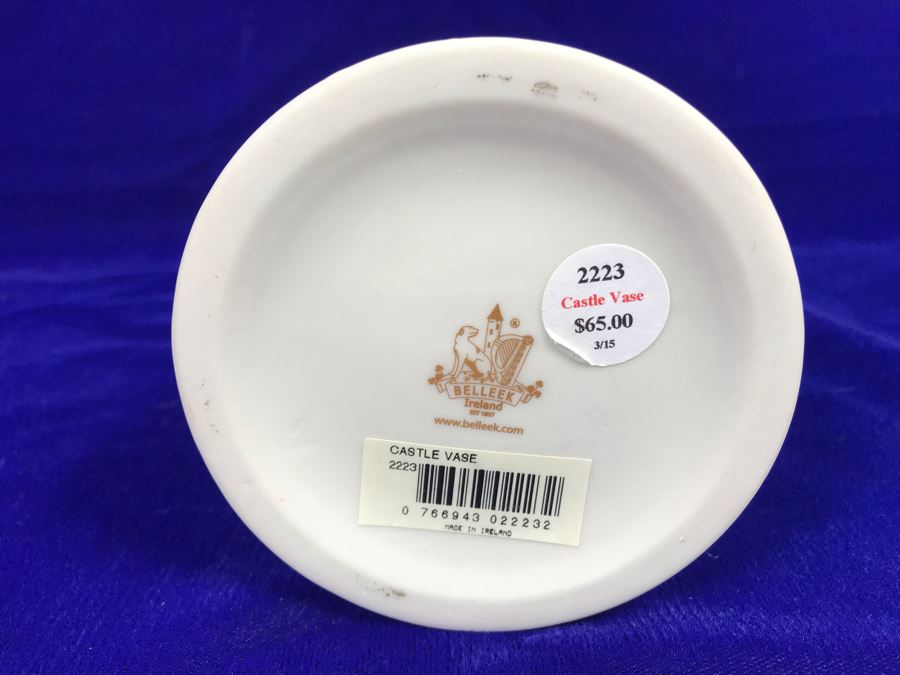 2223
Castle Vase
$65.00
3/15
®
BELLEEK
Ireland
EST 1857
www.belleek.com
CASTLE VASE
2223
0 766943 022232
MADE IN IRELAND